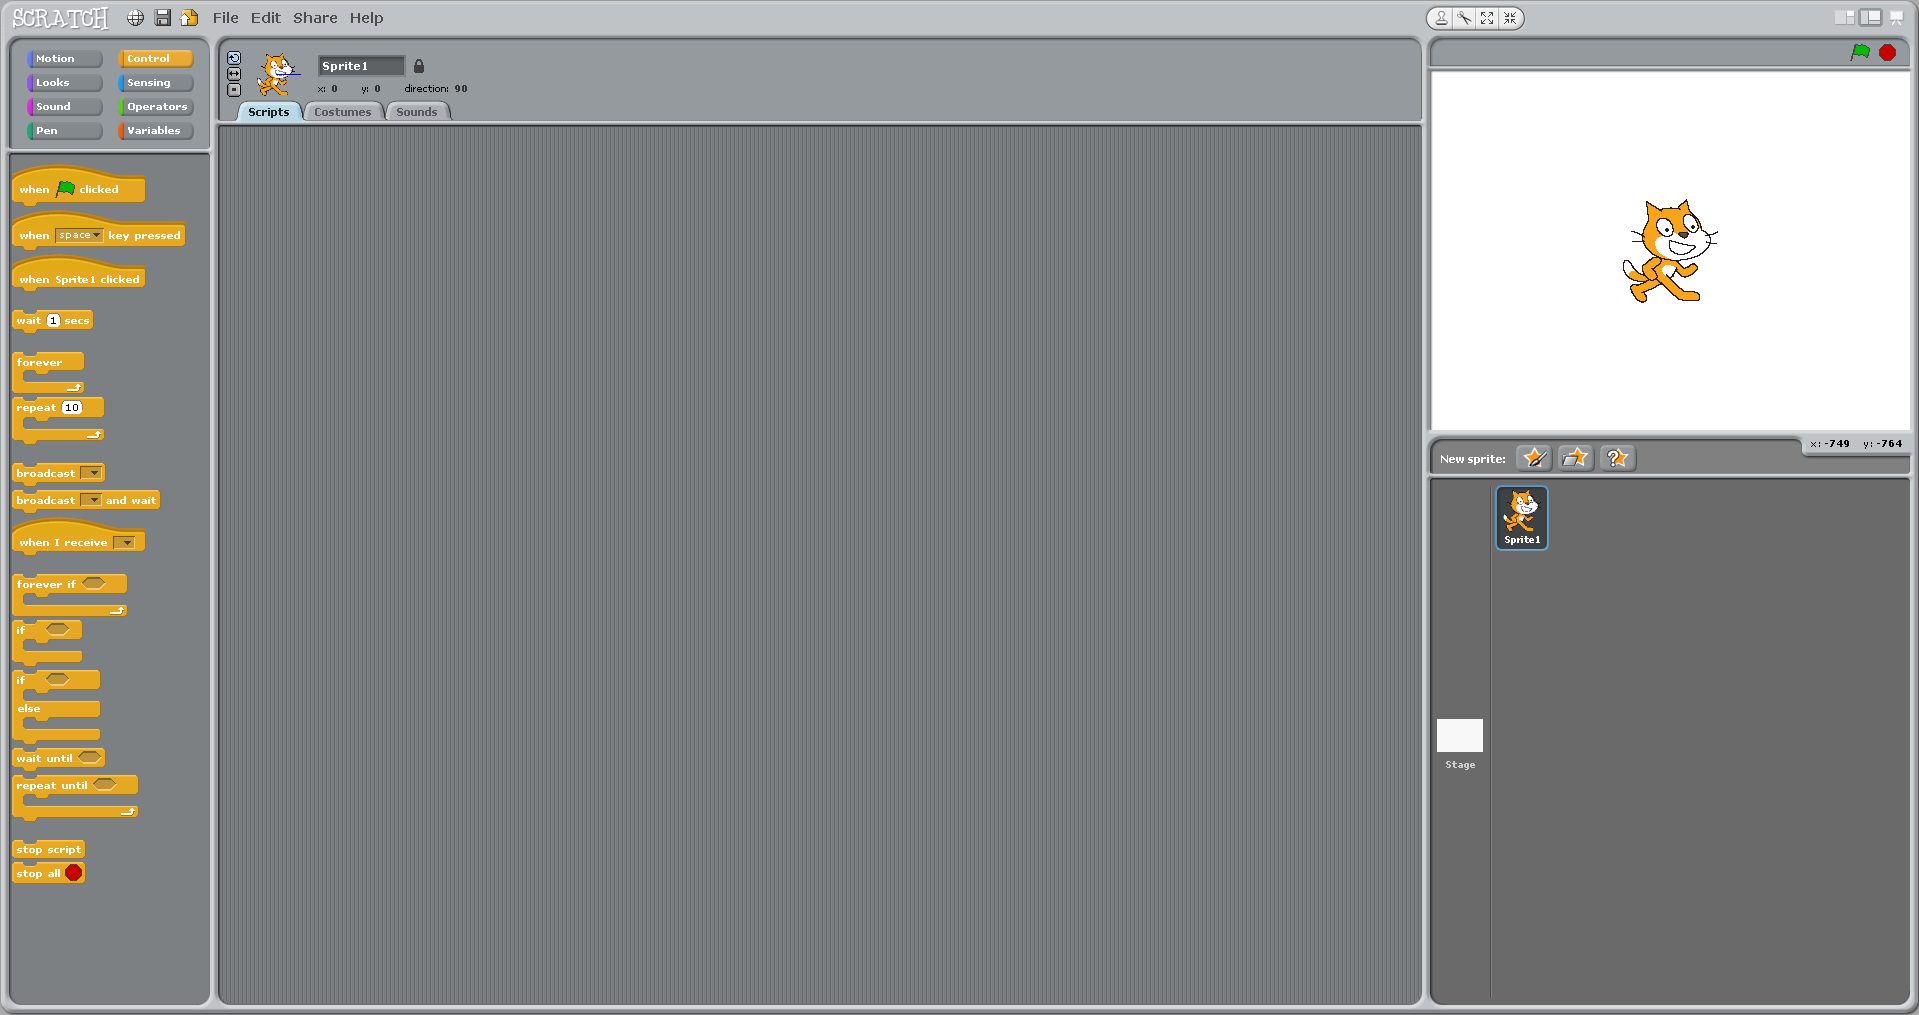 SCRATCH File Edit Share Help
Motion Control
Looks Sensing
Sound Operators
Pen Variables
when clicked
when space key pressed
when Sprite1 clicked
wait 1 secs
forever
repeat 10
broadcast
broadcast and wait
when I receive
forever if
if
if
else
wait until
repeat until
stop script
stop all
Sprite1
x: 0 y: 0 direction: 90
Scripts Costumes Sounds
x: -749 y: -764
New sprite:
Sprite1
Stage